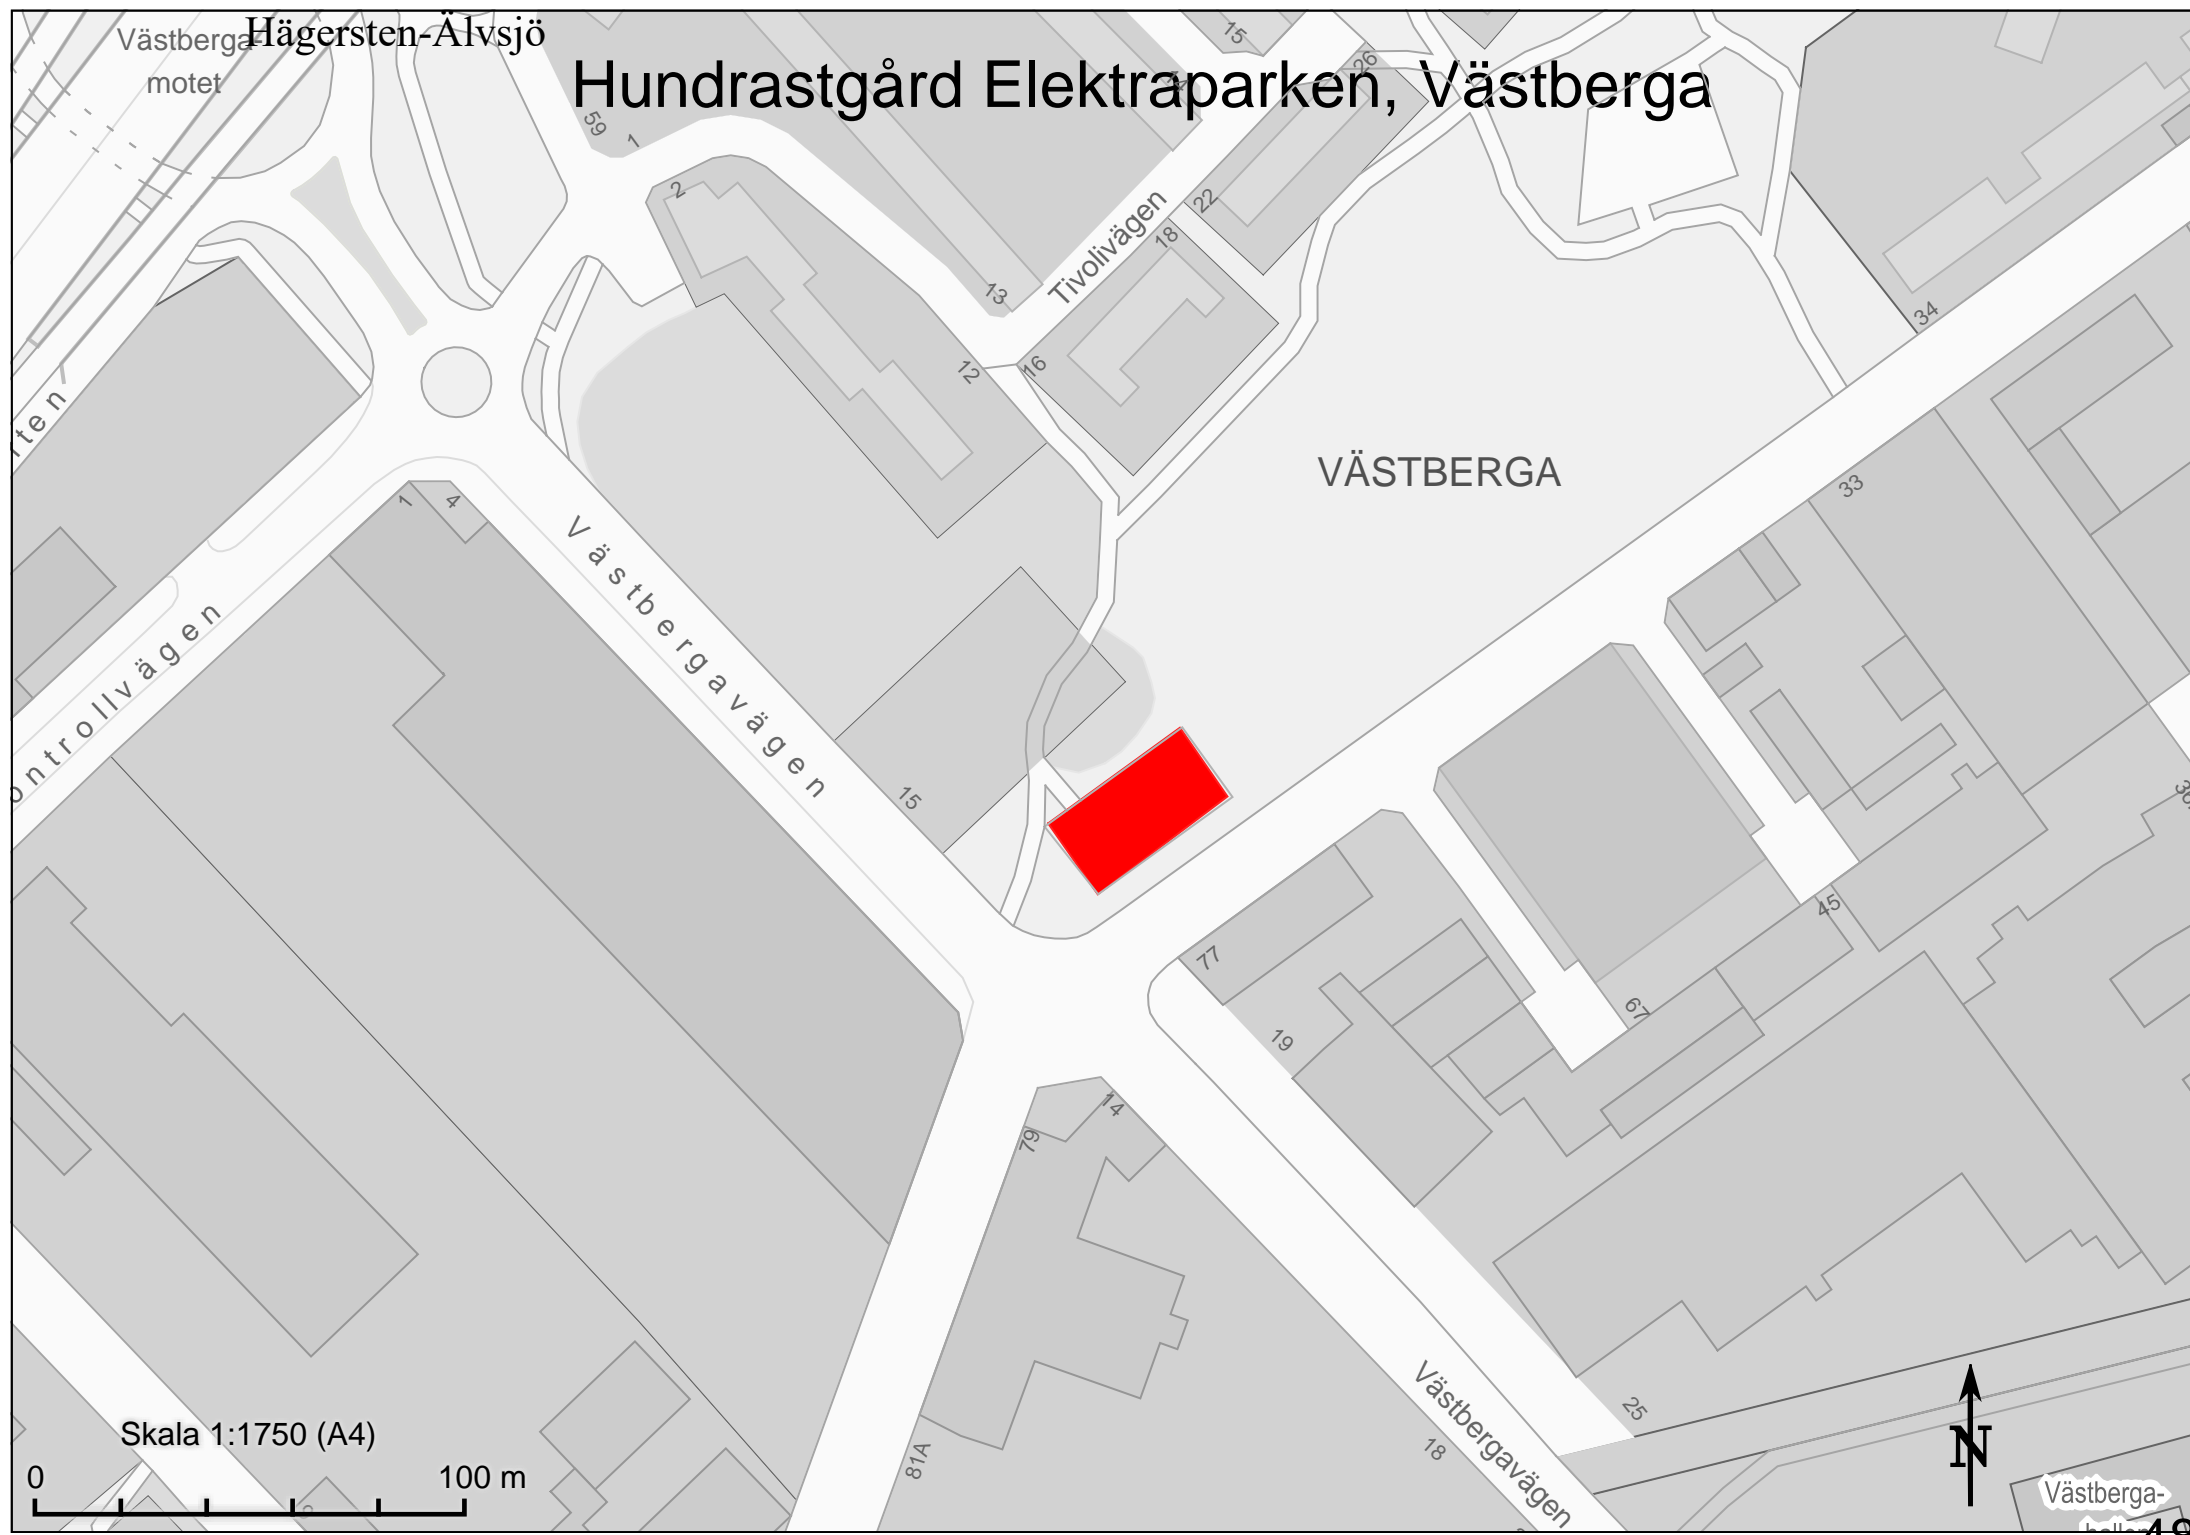 Västberga-
motet
Hägersten-Älvsjö
Hundrastgård Elektraparken, Västberga
15
26
14
59
1
2
22
18
Tivolivägen
13
12
16
34
VÄSTBERGA
33
1
4
Västbergavägen
ontrollvägen
15
45
77
67
19
14
79
81A
Västbergavägen
18
25
Skala 1:1750 (A4)
0
100 m
N
Västberga-